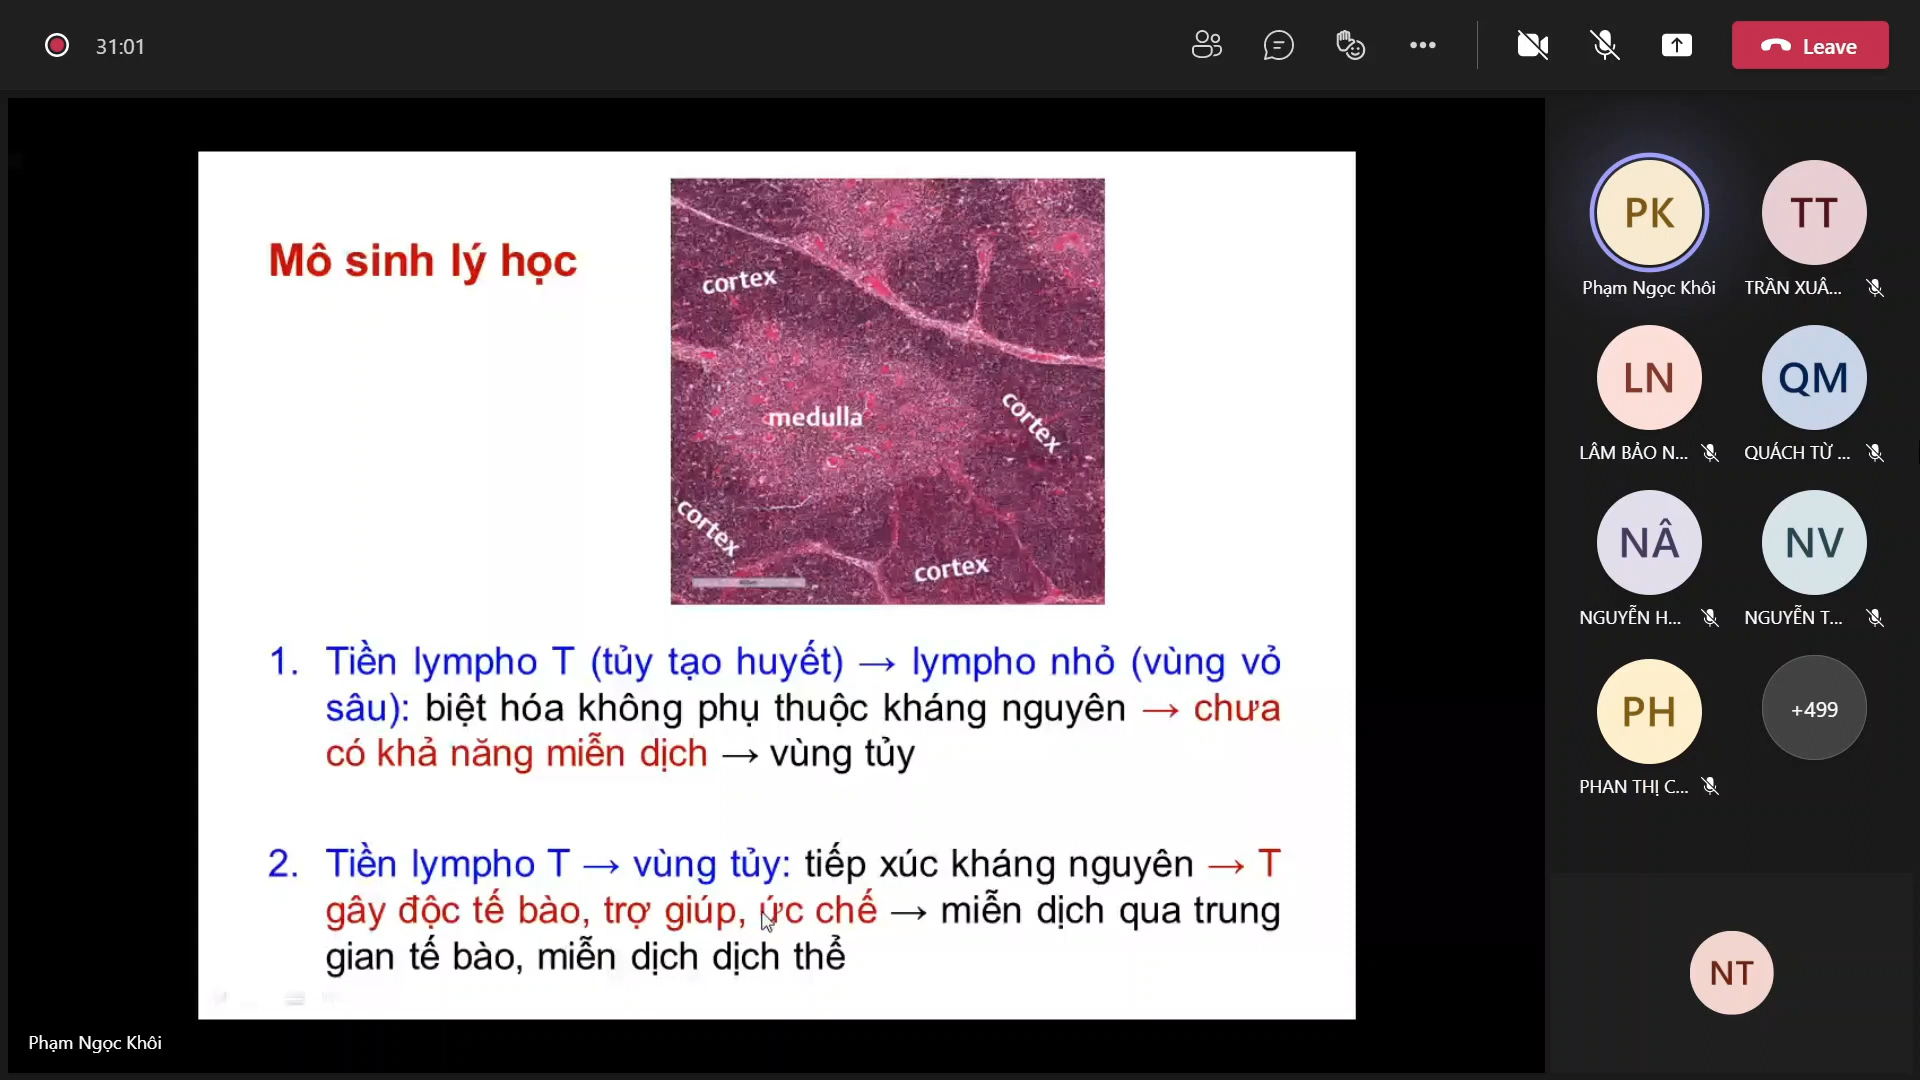 31:01
Leave
Mô sinh lý học
cortex
medulla
cortex
cortex
cortex
1. Tiền lympho T (tủy tạo huyết) → lympho nhỏ (vùng vỏ
sâu): biệt hóa không phụ thuộc kháng nguyên → chưa
có khả năng miễn dịch → vùng tủy
2. Tiền lympho T → vùng tủy: tiếp xúc kháng nguyên → T
gây độc tế bào, trợ giúp, ức chế → miễn dịch qua trung
gian tế bào, miễn dịch dịch thể
Phạm Ngọc Khôi
PK
TT
Phạm Ngọc Khôi
TRẦN XUÂ...
LN
QM
LÂM BẢO N...
QUÁCH TỪ ...
NÂ
NV
NGUYỄN H...
NGUYỄN T...
PH
+499
PHAN THỊ C...
NT